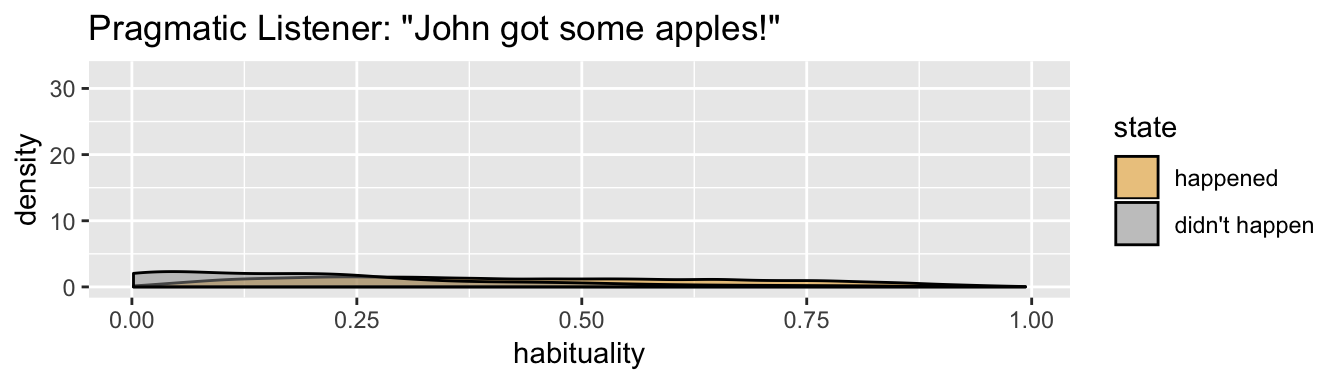 Pragmatic Listener: "John got some apples!"
30
20
10
0
density
0.00 0.25 0.50 0.75 1.00
habituality
state
happened
didn't happen